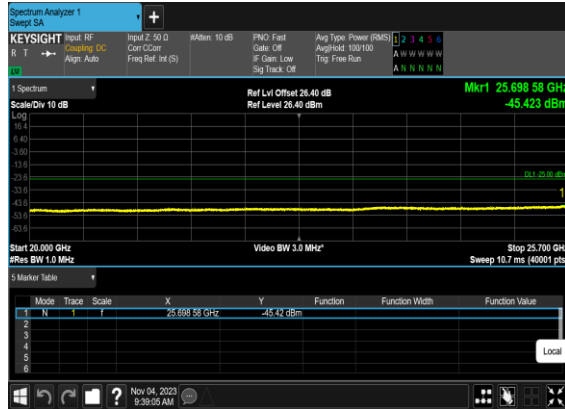 Spectrum Analyzer 1
Swept SA
+
KEYSIGHT Input: RF Input Z: 50 Ω #Atten: 10 dB PNO: Fast Avg Type: Power (RMS) 1 2 3 4 5 6
R T Coupling: DC Corr CCorr Gate: Off Avg|Hold: 100/100 A W W W W W
Align: Auto Freq Ref: Int (S) IF Gain: Low Trig: Free Run
Sig Track: Off A N N N N N
1 Spectrum Ref Lvl Offset 26.40 dB Mkr1 25.698 58 GHz
Scale/Div 10 dB Ref Level 26.40 dBm -45.423 dBm
Log
16.4
6.40
-3.60
-13.6
-23.6 DL1 -25.00 dBm
-33.6
-43.6 1
-53.6
-63.6
Start 20.000 GHz Video BW 3.0 MHz* Stop 25.700 GH
#Res BW 1.0 MHz Sweep 10.7 ms (40001 pts
5 Marker Table
Mode Trace Scale X Y Function Function Width Function Value
1 N 1 f 25.698 58 GHz -45.42 dBm
2
3
4
5
6
Local
? Nov 04, 2023
9:39:05 AM